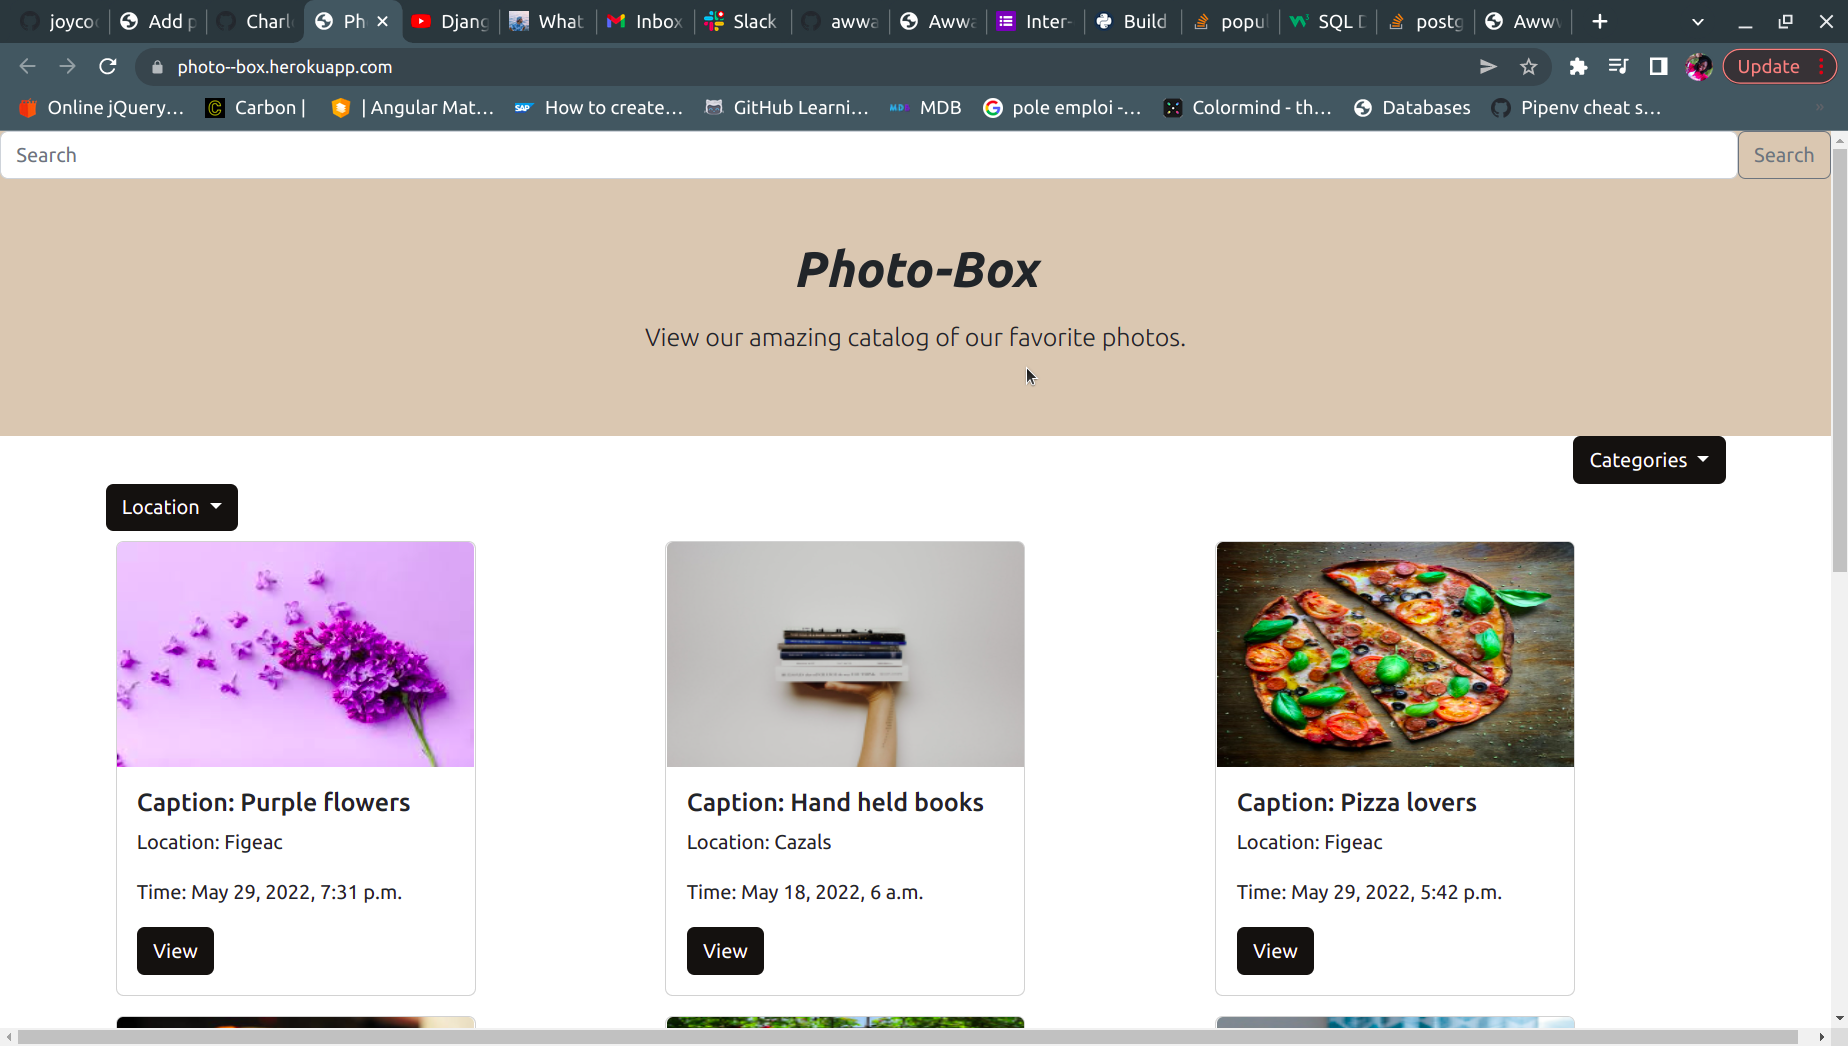 joyco
Add p
Charl
Ph
Djang
What
Inbox
Slack
awwa
Awwa
Inter-
Build
popul
SQL D
postg
Awwv
photo--box.herokuapp.com
Update
Online jQuery...
Carbon |
| Angular Mat...
How to create...
GitHub Learni...
MDB
pole emploi -...
Colormind - th...
Databases
Pipenv cheat s...
Search
Search
Photo-Box
View our amazing catalog of our favorite photos.
Categories
Location
Caption: Purple flowers
Location: Figeac
Time: May 29, 2022, 7:31 p.m.
View
Caption: Hand held books
Location: Cazals
Time: May 18, 2022, 6 a.m.
View
Caption: Pizza lovers
Location: Figeac
Time: May 29, 2022, 5:42 p.m.
View